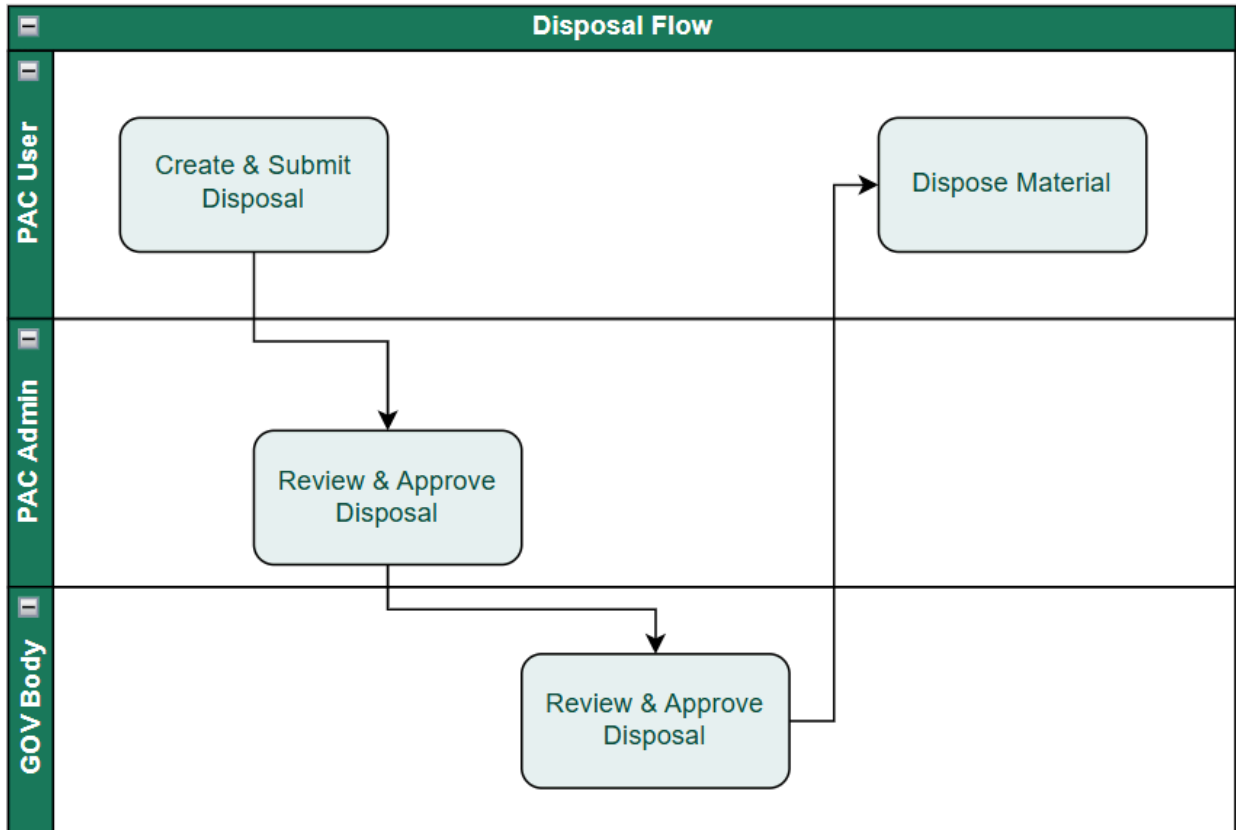 Disposal Flow
PAC User
Create & Submit
Disposal
Dispose Material
PAC Admin
Review & Approve
Disposal
GOV Body
Review & Approve
Disposal